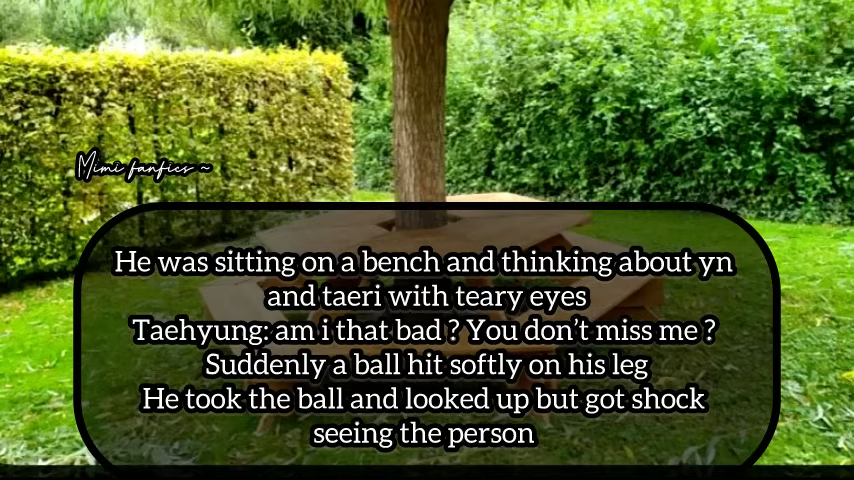 Mimi fanfics ~
He was sitting on a bench and thinking about yn
and taeri with teary eyes
Taehyung: am i that bad ? You don't miss me ?
Suddenly a ball hit softly on his leg
He took the ball and looked up but got shock
seeing the person